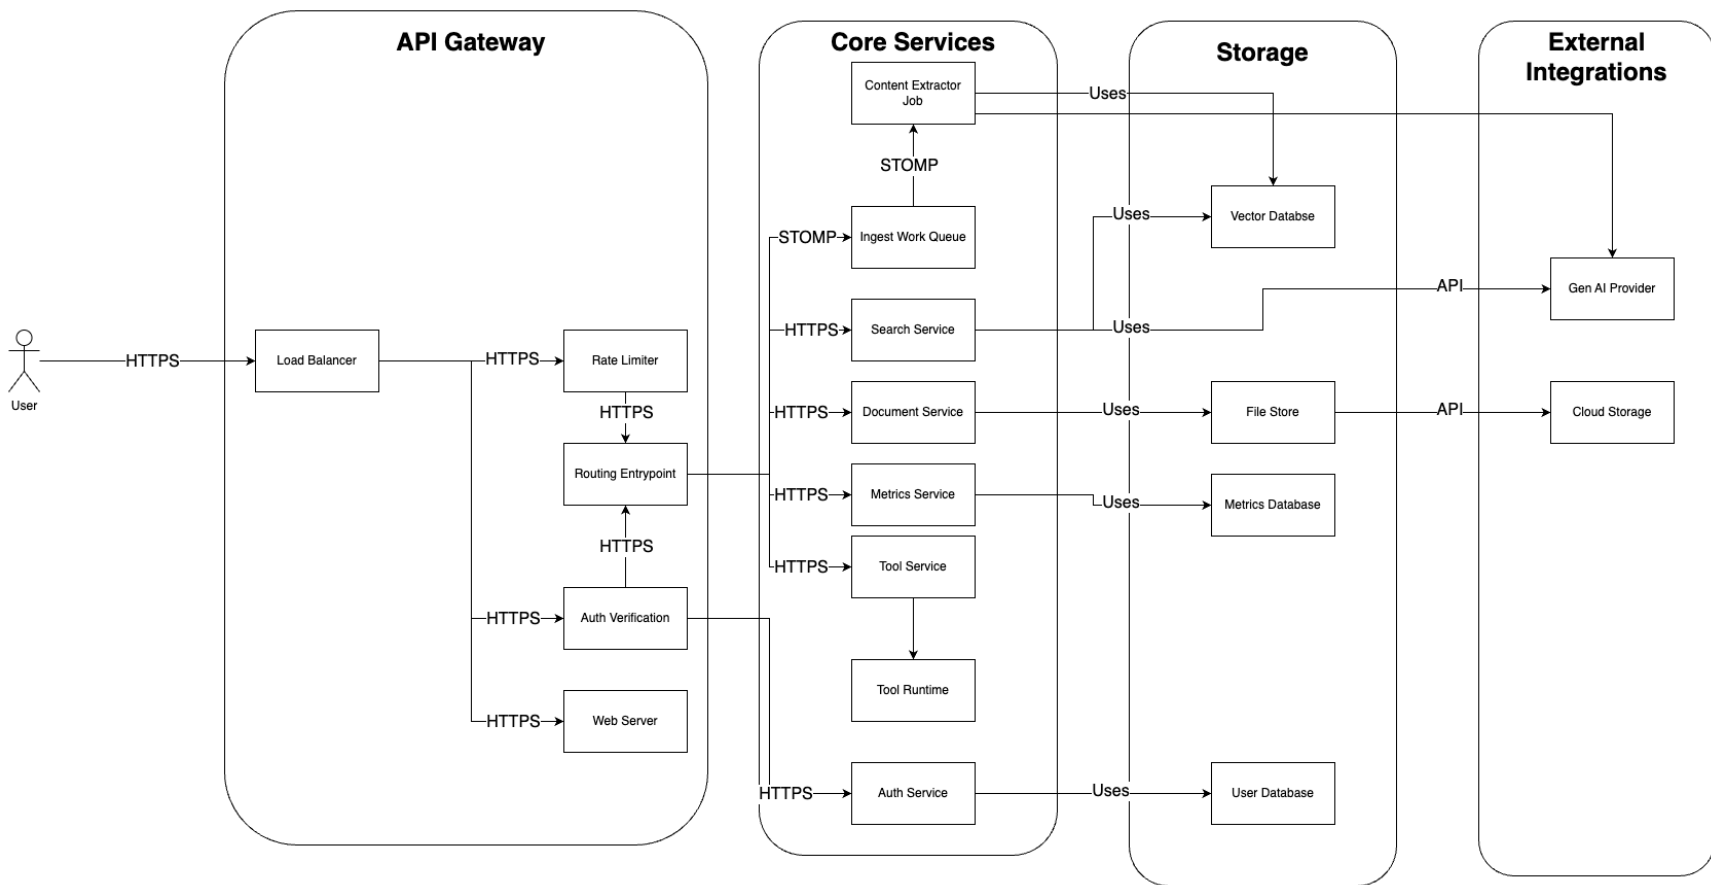 API Gateway
Core Services
Storage
External
Integrations
Content Extractor
Job
Uses
STOMP
Uses
Vector Databse
STOMP
Ingest Work Queue
API
Gen AI Provider
HTTPS
Search Service
Uses
User
HTTPS
Load Balancer
HTTPS
Rate Limiter
HTTPS
HTTPS
Document Service
Uses
File Store
API
Cloud Storage
Routing Entrypoint
HTTPS
Metrics Service
Uses
Metrics Database
HTTPS
HTTPS
Tool Service
HTTPS
Auth Verification
Tool Runtime
HTTPS
Web Server
HTTPS
Auth Service
Uses
User Database